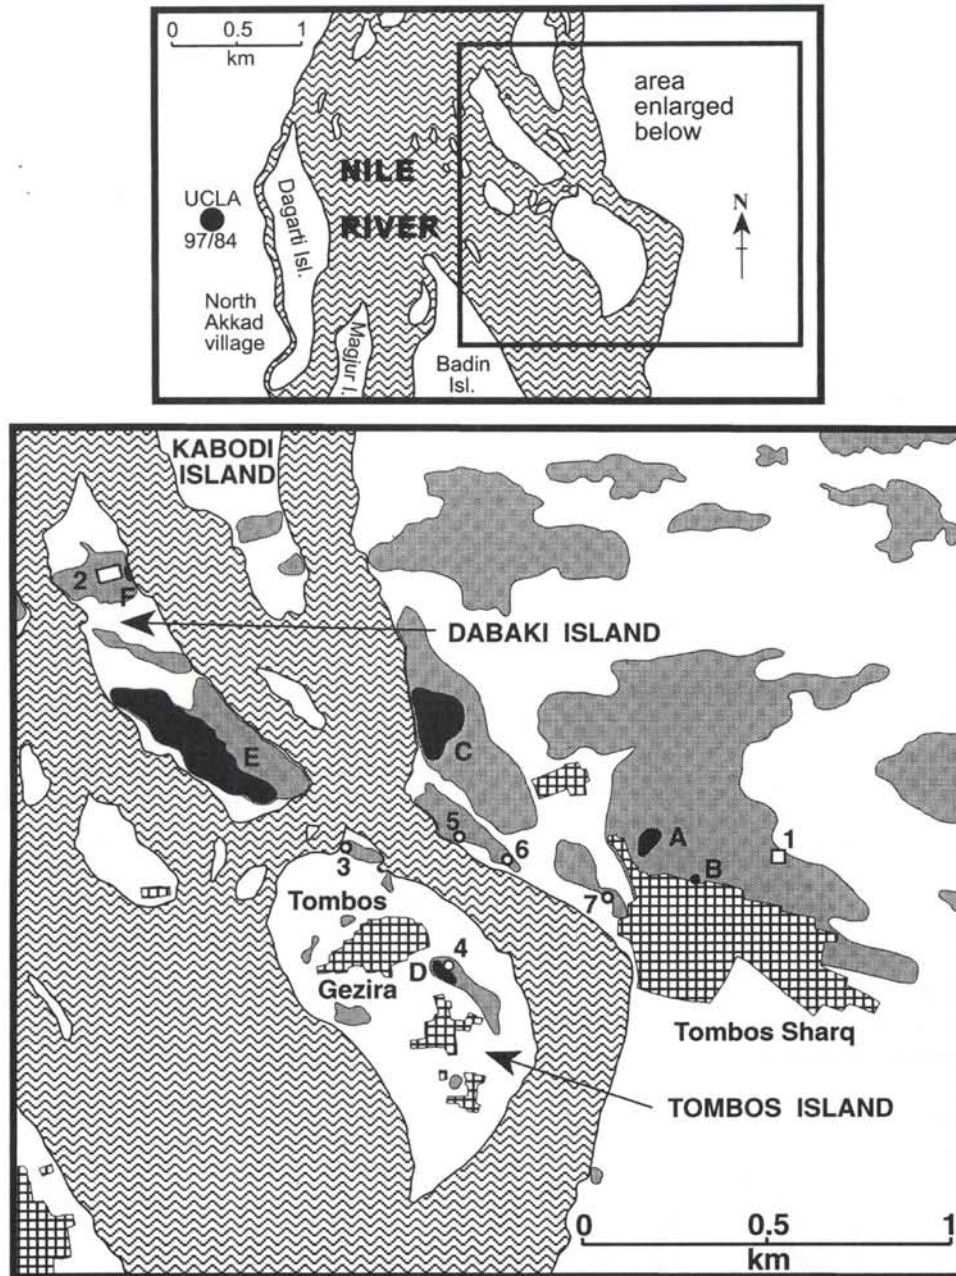 0 0.5 1
km
area
enlarged
below
NILE
RIVER
N
UCLA
97/84
Dagarti Isl.
North
Akkad
village
Magjur I.
Badin
Isl.
KABODI
ISLAND
2
F
DABAKI ISLAND
E
C
5
6
A
1
B
3
7
Tombos
4
D
Gezira
Tombos Sharq
TOMBOS ISLAND
0 0.5 1
km